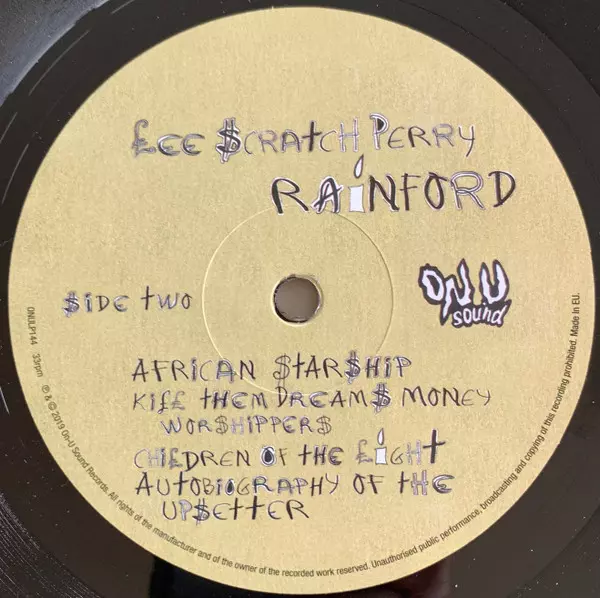 £EE $CRATCH PERRY
RAiNFORD
$iDE TWO
ON U
SOUND
AFRiCAN $TAR$HiP
Ki££ THEM DREAM$ MONEY
WOR$HiPPER$
CHi£DREN OF THE £iGHT
AUTOBiOGRAPHY OF THE
UP$ETTER
ONULP144 33rpm ℗ & © 2019 On-U Sound Records. All rights of the manufacturer and of the owner of the recorded work reserved. Unauthorised public performance, broadcasting and copying of this recording prohibited. Made In EU.